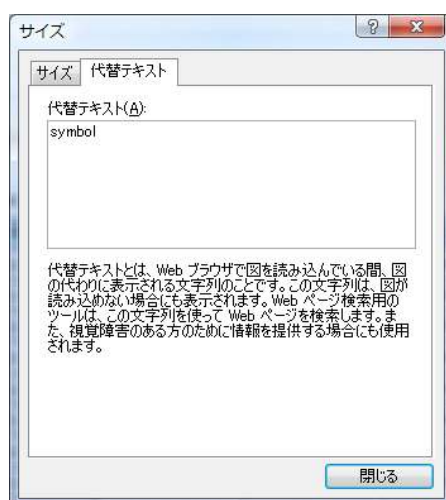 サイズ
サイズ 代替テキスト
代替テキスト(A):
symbol
代替テキストとは、Web ブラウザで図を読み込んでいる間、図
の代わりに表示される文字列のことです。この文字列は、図が
読み込めない場合にも表示されます。Web ページ検索用の
ツールは、この文字列を使って Web ページを検索します。ま
た、視覚障害のある方のために情報を提供する場合にも使用
されます。
閉じる